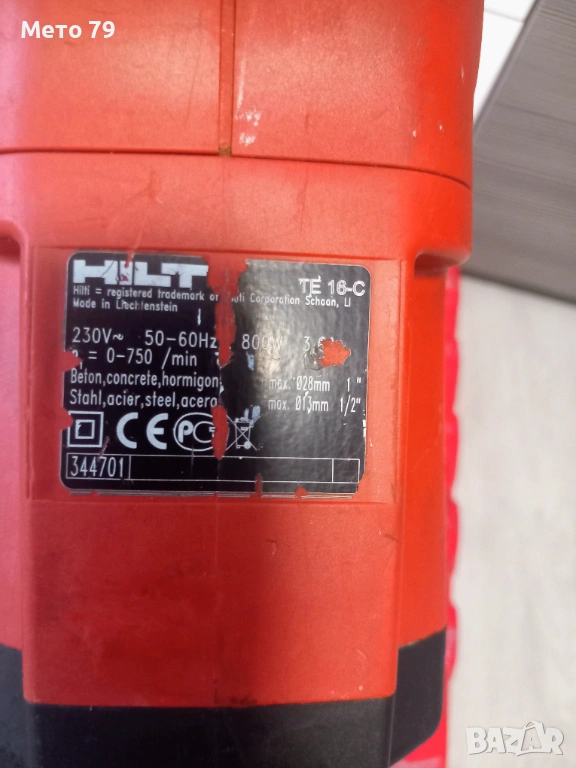 Мето 79
HILTI TE 16-C
Hilti = registered trademark of Hilti Corporation Schaan, LI
Made in Liechtenstein
230V~ 50-60Hz 800W
= 0-750 /min
Beton,concrete,hormigon max. Ø28mm 1"
Stahl,acier,steel,acero max. Ø13mm 1/2"
CE
344701
BAZAR